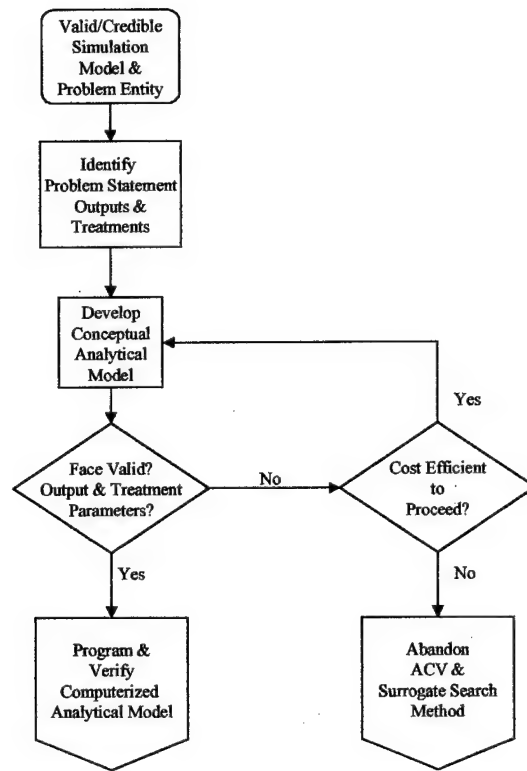 Valid/Credible
Simulation
Model &
Problem Entity
Identify
Problem Statement
Outputs &
Treatments
Develop
Conceptual
Analytical
Model
Yes
Face Valid?
Output & Treatment
Parameters?
No
Cost Efficient
to
Proceed?
Yes
No
Program &
Verify
Computerized
Analytical Model
Abandon
ACV &
Surrogate Search
Method